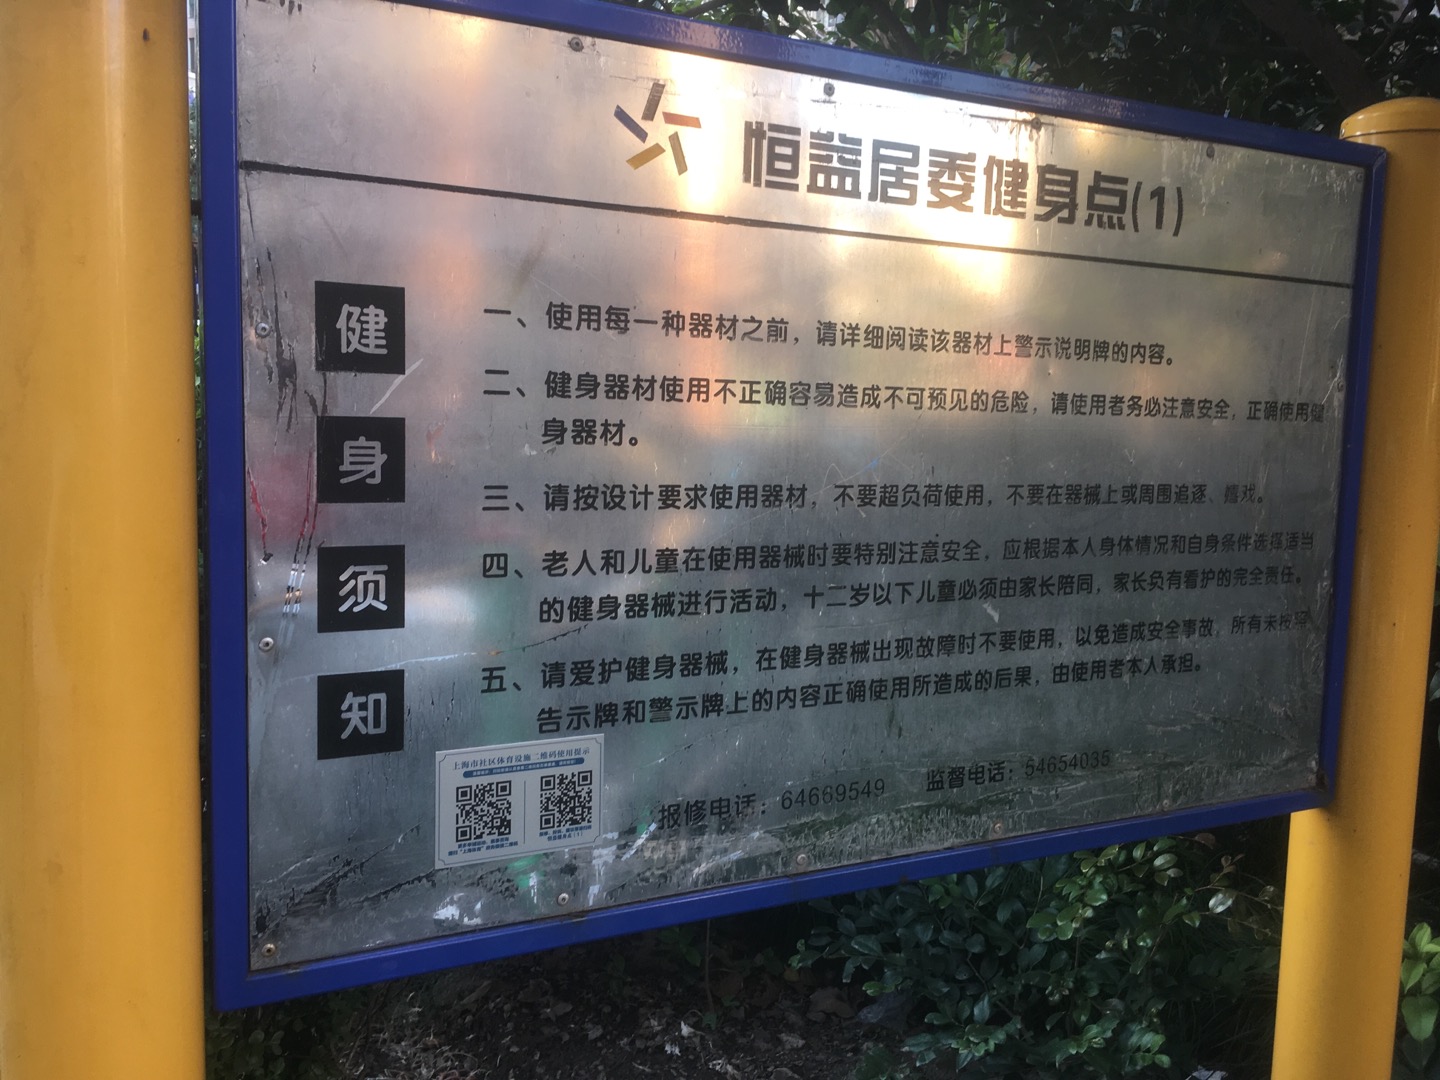 恒益居委健身点(1)
健身须知
一、使用每一种器材之前，请详细阅读该器材上警示说明牌的内容。
二、健身器材使用不正确容易造成不可预见的危险，请使用者务必注意安全，正确使用健
身器材。
三、请按设计要求使用器材，不要超负荷使用，不要在器械上或周围追逐、嬉戏。
四、老人和儿童在使用器械时要特别注意安全，应根据本人身体情况和自身条件选择适当
的健身器械进行活动，十二岁以下儿童必须由家长陪同，家长负有看护的完全责任。
五、请爱护健身器械，在健身器械出现故障时不要使用，以免造成安全事故，所有未按照
告示牌和警示牌上的内容正确使用所造成的后果，由使用者本人承担。
上海市社区体育设施二维码使用提示
报修电话：64669549 监督电话：54654035